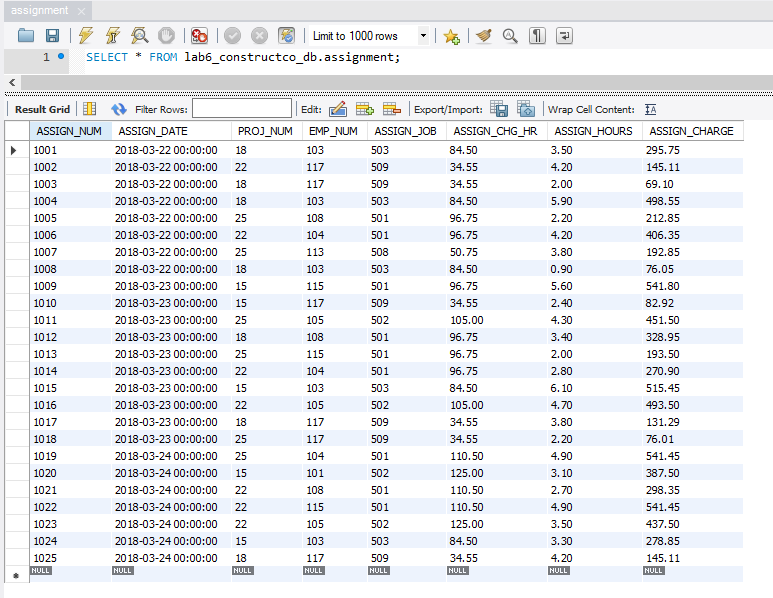 assignment ×
Limit to 1000 rows
1 SELECT * FROM lab6_constructco_db.assignment;
Result Grid Filter Rows: Edit: Export/Import: Wrap Cell Content: IA
ASSIGN_NUM ASSIGN_DATE PROJ_NUM EMP_NUM ASSIGN_JOB ASSIGN_CHG_HR ASSIGN_HOURS ASSIGN_CHARGE
1001 2018-03-22 00:00:00 18 103 503 84.50 3.50 295.75
1002 2018-03-22 00:00:00 22 117 509 34.55 4.20 145.11
1003 2018-03-22 00:00:00 18 117 509 34.55 2.00 69.10
1004 2018-03-22 00:00:00 18 103 503 84.50 5.90 498.55
1005 2018-03-22 00:00:00 25 108 501 96.75 2.20 212.85
1006 2018-03-22 00:00:00 22 104 501 96.75 4.20 406.35
1007 2018-03-22 00:00:00 25 113 508 50.75 3.80 192.85
1008 2018-03-22 00:00:00 18 103 503 84.50 0.90 76.05
1009 2018-03-23 00:00:00 15 115 501 96.75 5.60 541.80
1010 2018-03-23 00:00:00 15 117 509 34.55 2.40 82.92
1011 2018-03-23 00:00:00 25 105 502 105.00 4.30 451.50
1012 2018-03-23 00:00:00 18 108 501 96.75 3.40 328.95
1013 2018-03-23 00:00:00 25 115 501 96.75 2.00 193.50
1014 2018-03-23 00:00:00 22 104 501 96.75 2.80 270.90
1015 2018-03-23 00:00:00 15 103 503 84.50 6.10 515.45
1016 2018-03-23 00:00:00 22 105 502 105.00 4.70 493.50
1017 2018-03-23 00:00:00 18 117 509 34.55 3.80 131.29
1018 2018-03-23 00:00:00 25 117 509 34.55 2.20 76.01
1019 2018-03-24 00:00:00 25 104 501 110.50 4.90 541.45
1020 2018-03-24 00:00:00 15 101 502 125.00 3.10 387.50
1021 2018-03-24 00:00:00 22 108 501 110.50 2.70 298.35
1022 2018-03-24 00:00:00 22 115 501 110.50 4.90 541.45
1023 2018-03-24 00:00:00 22 105 502 125.00 3.50 437.50
1024 2018-03-24 00:00:00 15 103 503 84.50 3.30 278.85
1025 2018-03-24 00:00:00 18 117 509 34.55 4.20 145.11
NULL NULL NULL NULL NULL NULL NULL NULL